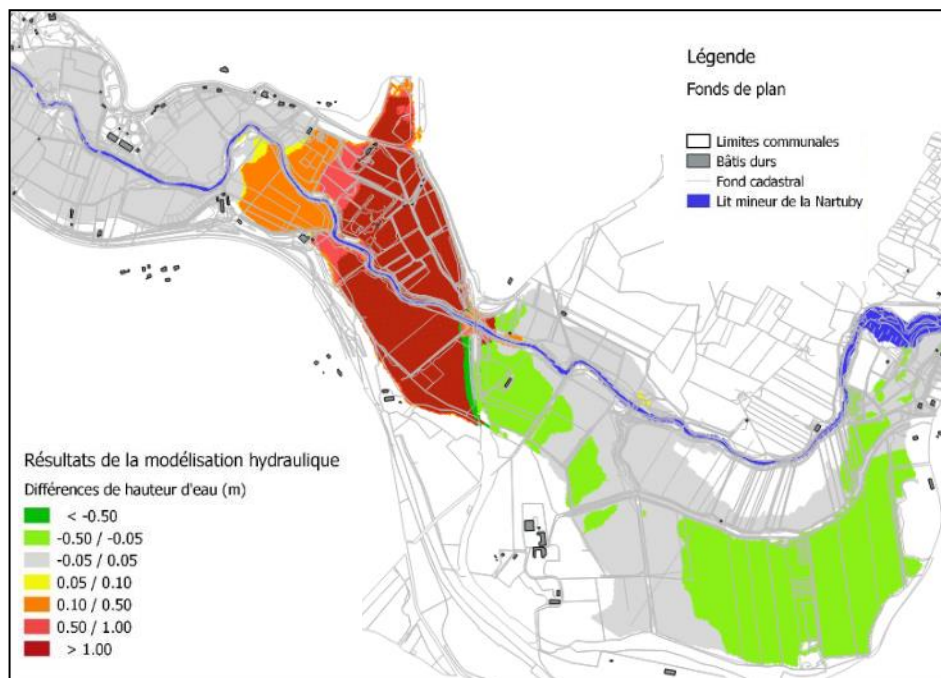 Légende
Fonds de plan
Limites communales
Bâtis durs
Fond cadastral
Lit mineur de la Nartuby
Résultats de la modélisation hydraulique
Différences de hauteur d'eau (m)
< -0.50
-0.50 / -0.05
-0.05 / 0.05
0.05 / 0.10
0.10 / 0.50
0.50 / 1.00
> 1.00